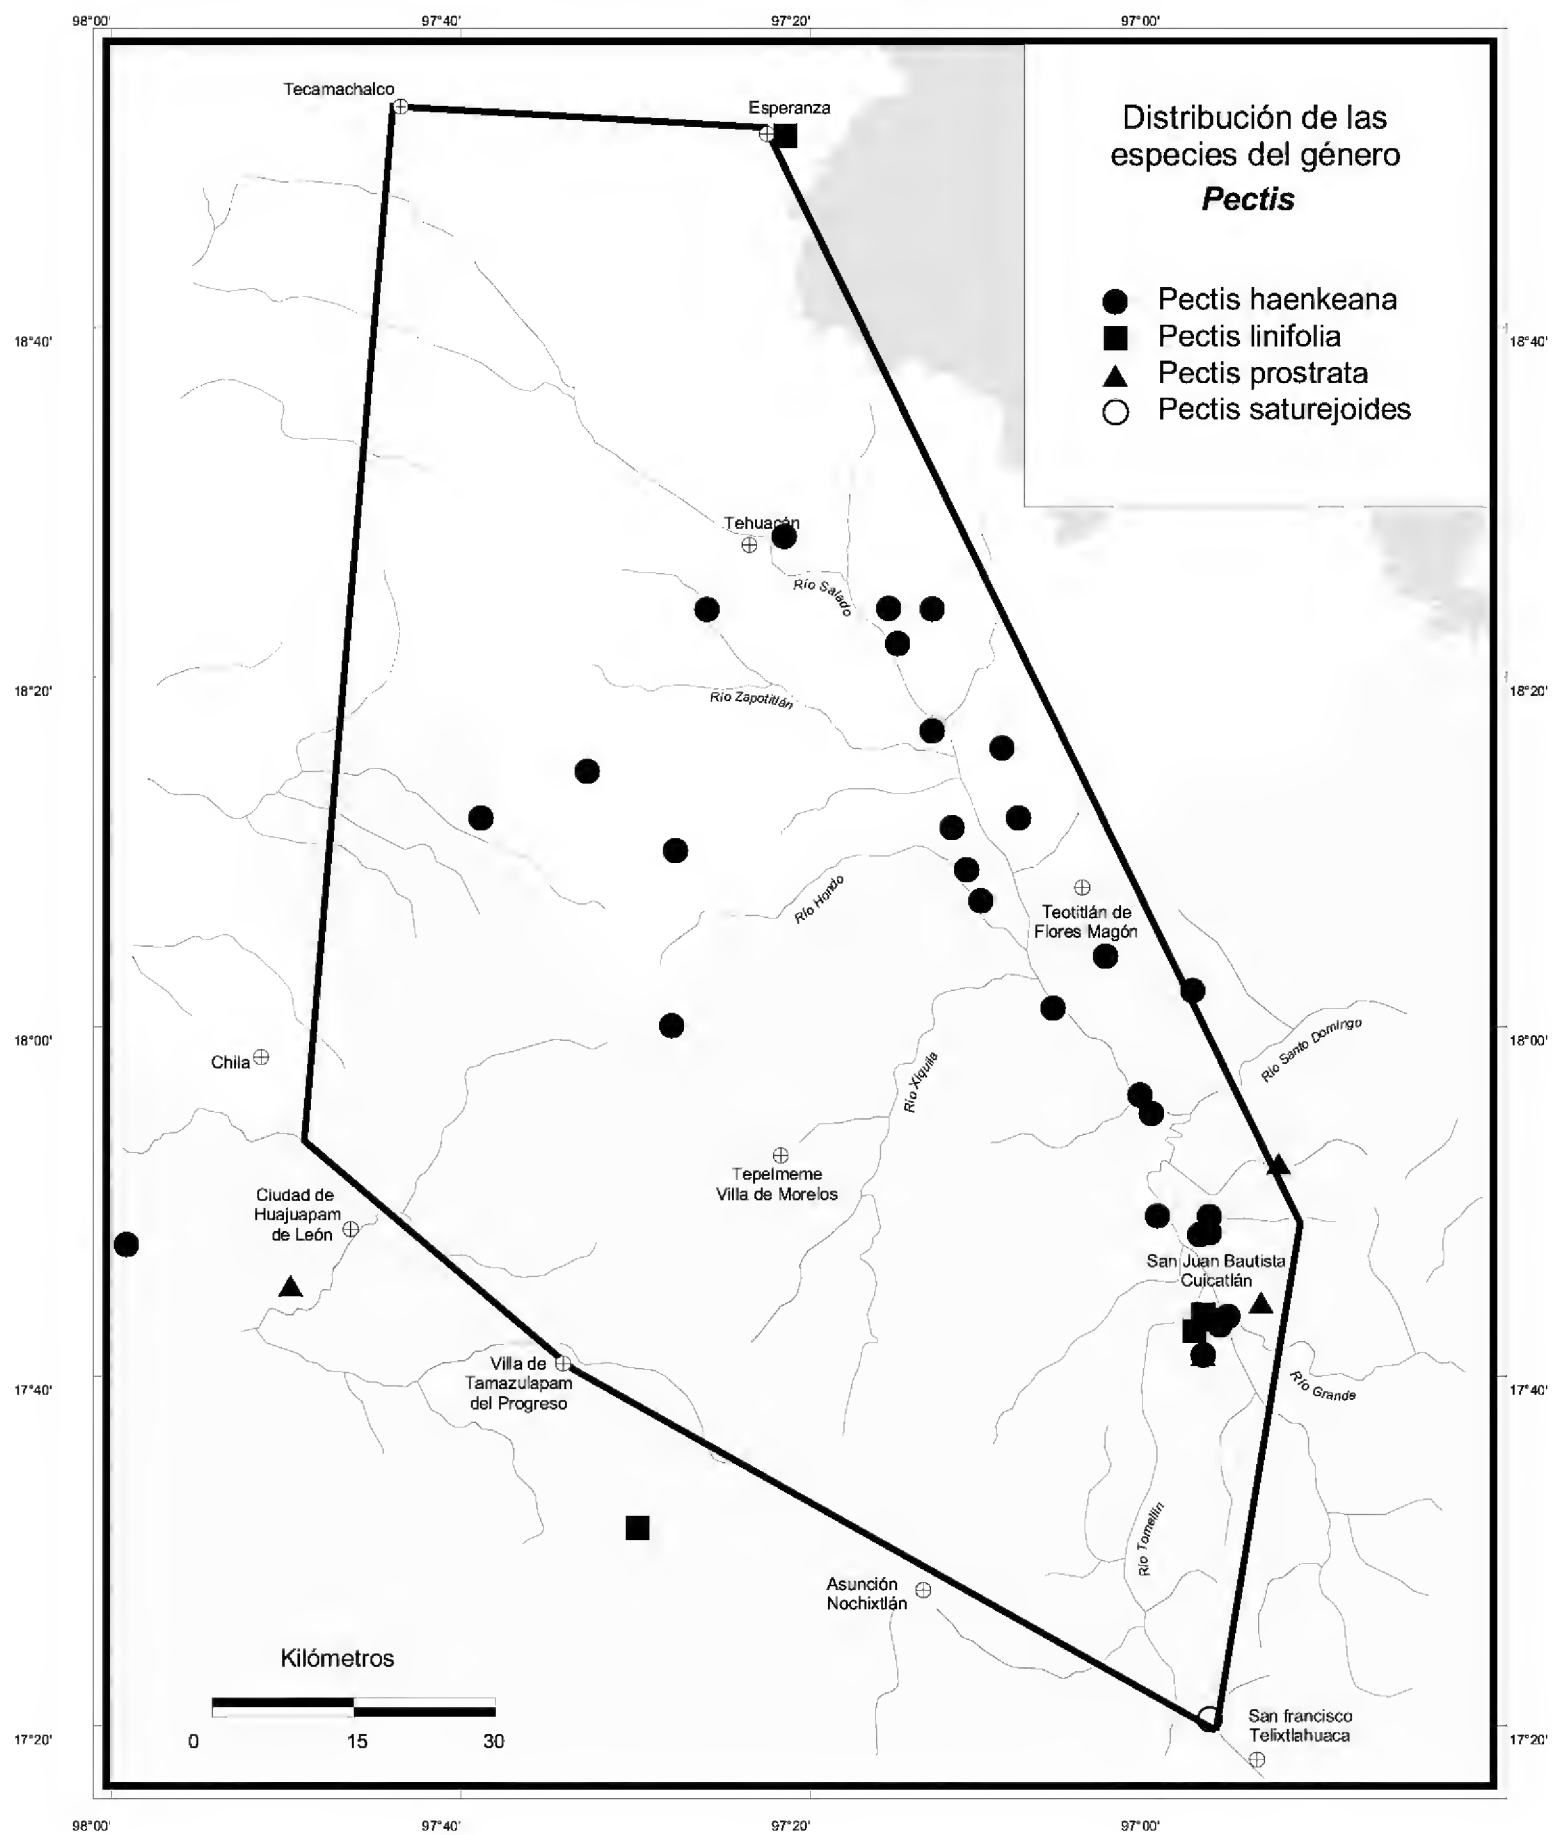 98°00'
97°40'
97°20'
97°00'
Tecamachalco
Esperanza
Distribución de las
especies del género
Pectis
Pectis haenkeana
Pectis linifolia
Pectis prostrata
Pectis saturejoides
18°40'
18°40'
Tehuacán
Río Salado
18°20'
18°20'
Río Zapotitlán
Río Hondo
Teotitlán de
Flores Magón
18°00'
18°00'
Chila
Río Santo Domingo
Río Xiquila
Tepelmeme
Villa de Morelos
Ciudad de
Huajuapam
de León
San Juan Bautista
Cuicatlán
Villa de
Tamazulapam
del Progreso
17°40'
17°40'
Río Grande
Río Tomellín
Asunción
Nochixtlán
Kilómetros
0
15
30
San francisco
Telixtlahuaca
17°20'
17°20'
98°00'
97°40'
97°20'
97°00'